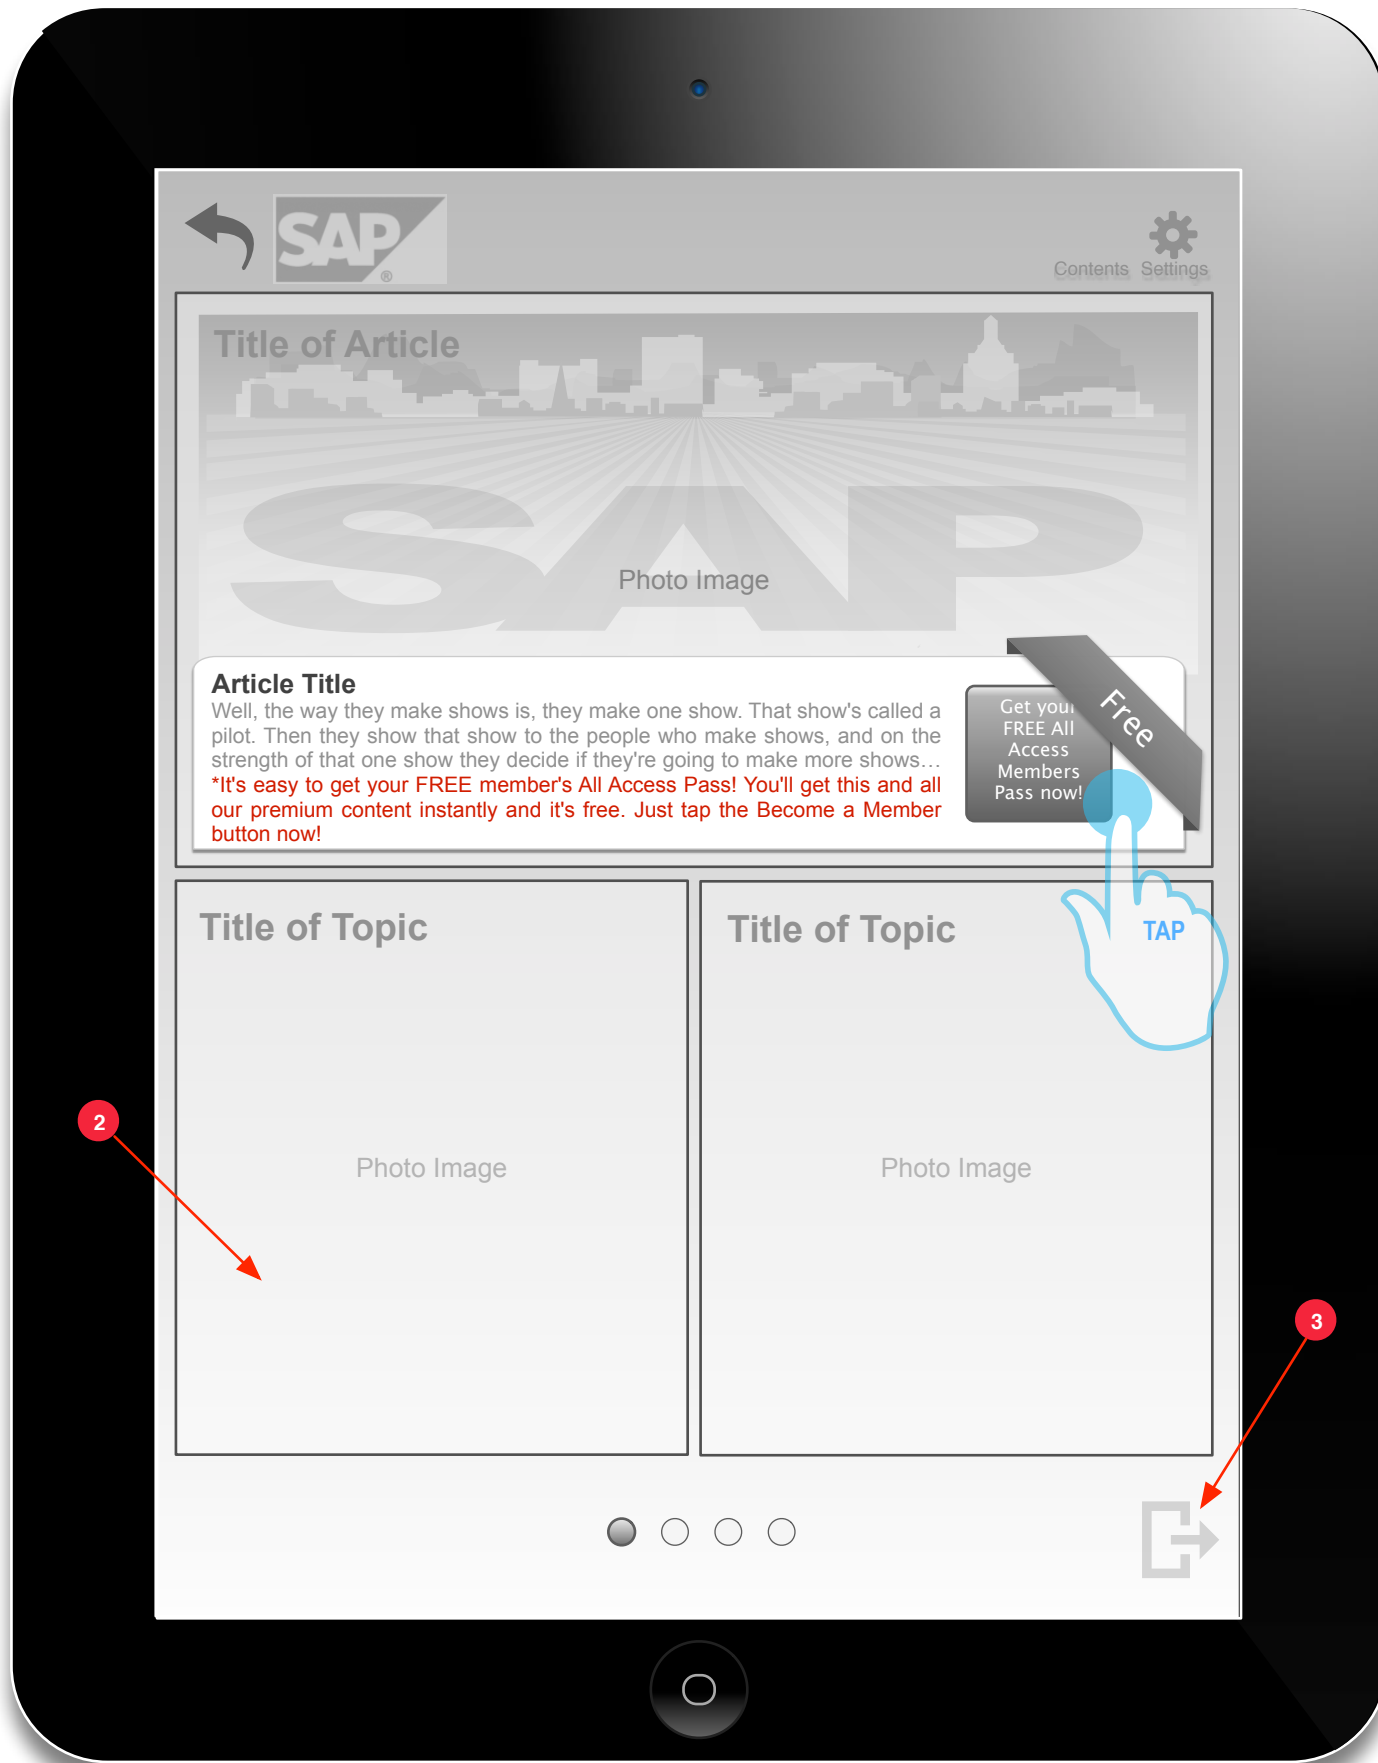 SAP®
Contents Settings
Title of Article
SAP
Photo Image
Article Title
Well, the way they make shows is, they make one show. That show's called a
pilot. Then they show that show to the people who make shows, and on the
strength of that one show they decide if they're going to make more shows…
*It's easy to get your FREE member's All Access Pass! You'll get this and all
our premium content instantly and it's free. Just tap the Become a Member
button now!
Get your
FREE All
Access
Members
Pass now!
Free
TAP
Title of Topic
Photo Image
Title of Topic
Photo Image
2
3